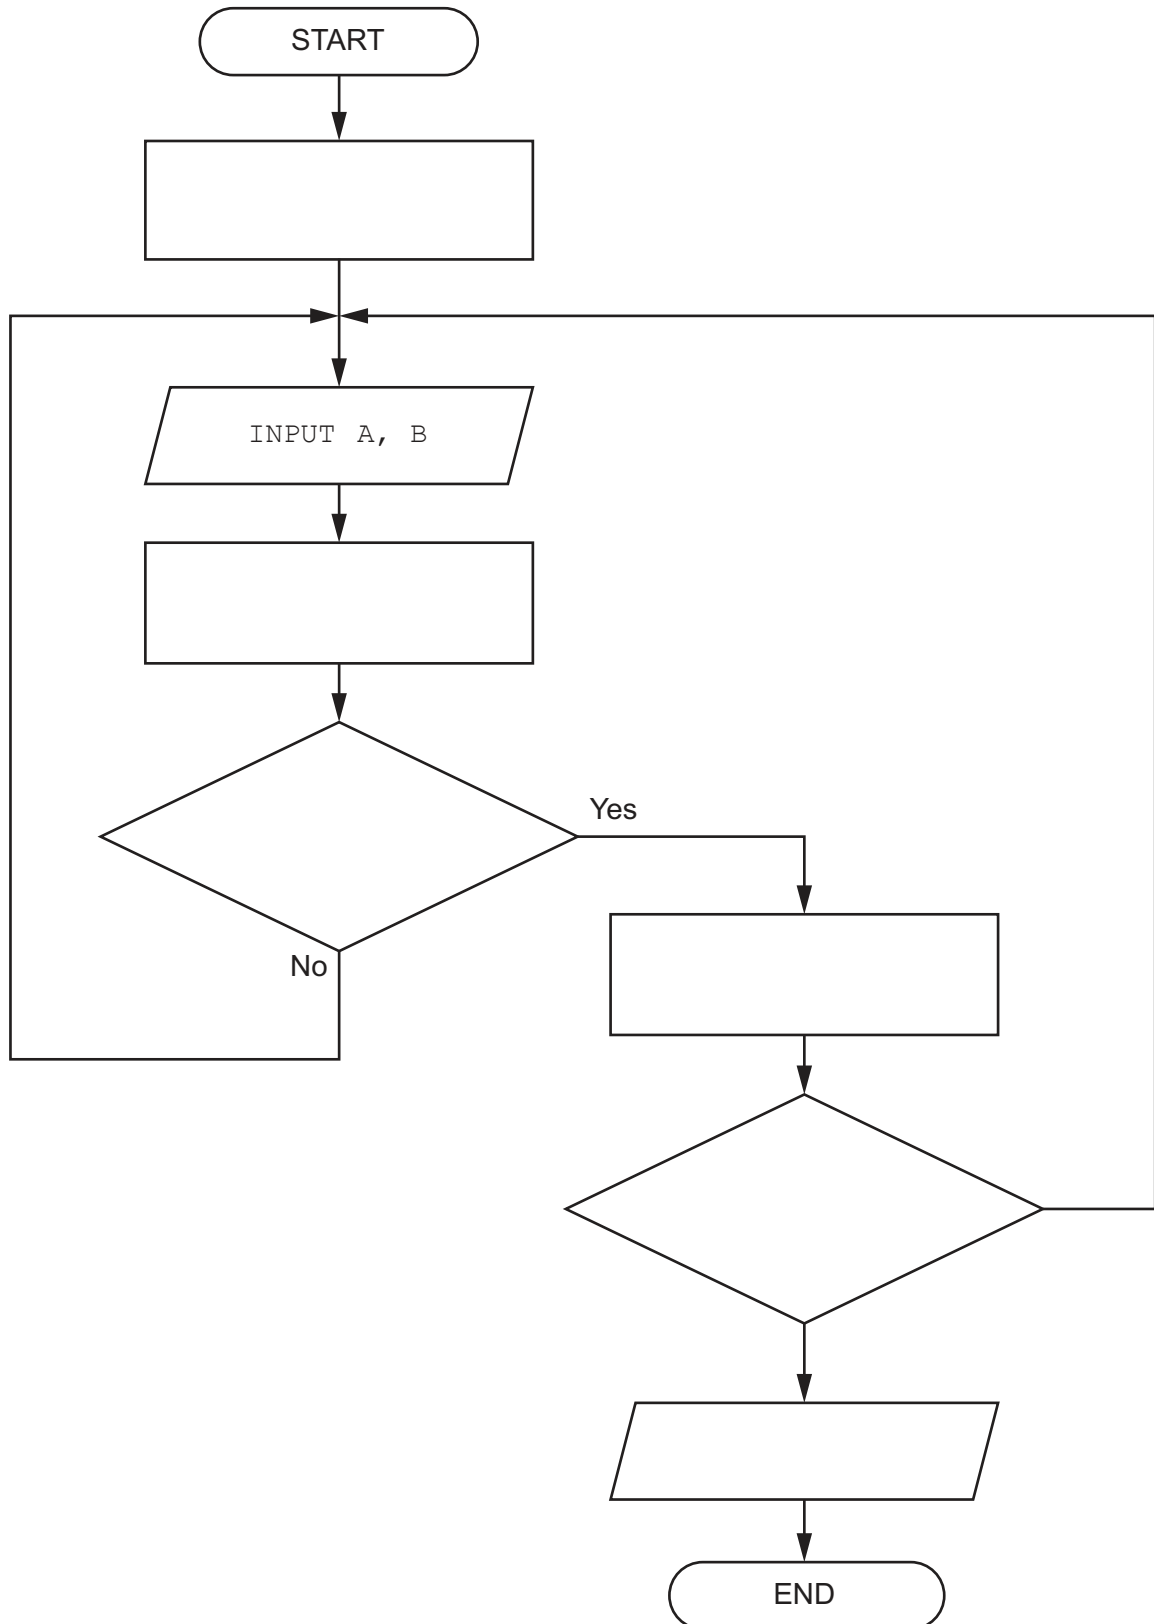 START
INPUT A, B
Yes
No
END